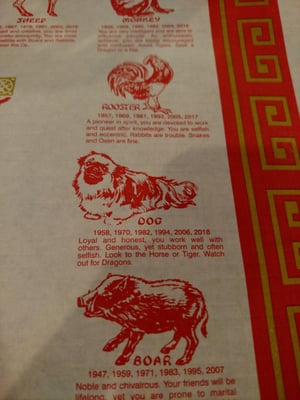 SHEEP
MONKEY
ROOSTER
1957, 1969, 1981, 1993, 2005, 2017
A pioneer in spirit, you are devoted to work
and quest after knowledge. You are selfish
and eccentric. Rabbits are trouble. Snakes
and Oxen are fine.
DOG
1958, 1970, 1982, 1994, 2006, 2018
Loyal and honest, you work well with
others. Generous, yet stubborn and often
selfish. Look to the Horse or Tiger. Watch
out for Dragons.
BOAR
1947, 1959, 1971, 1983, 1995, 2007
Noble and chivalrous. Your friends will be
lifelong, yet you are prone to marital